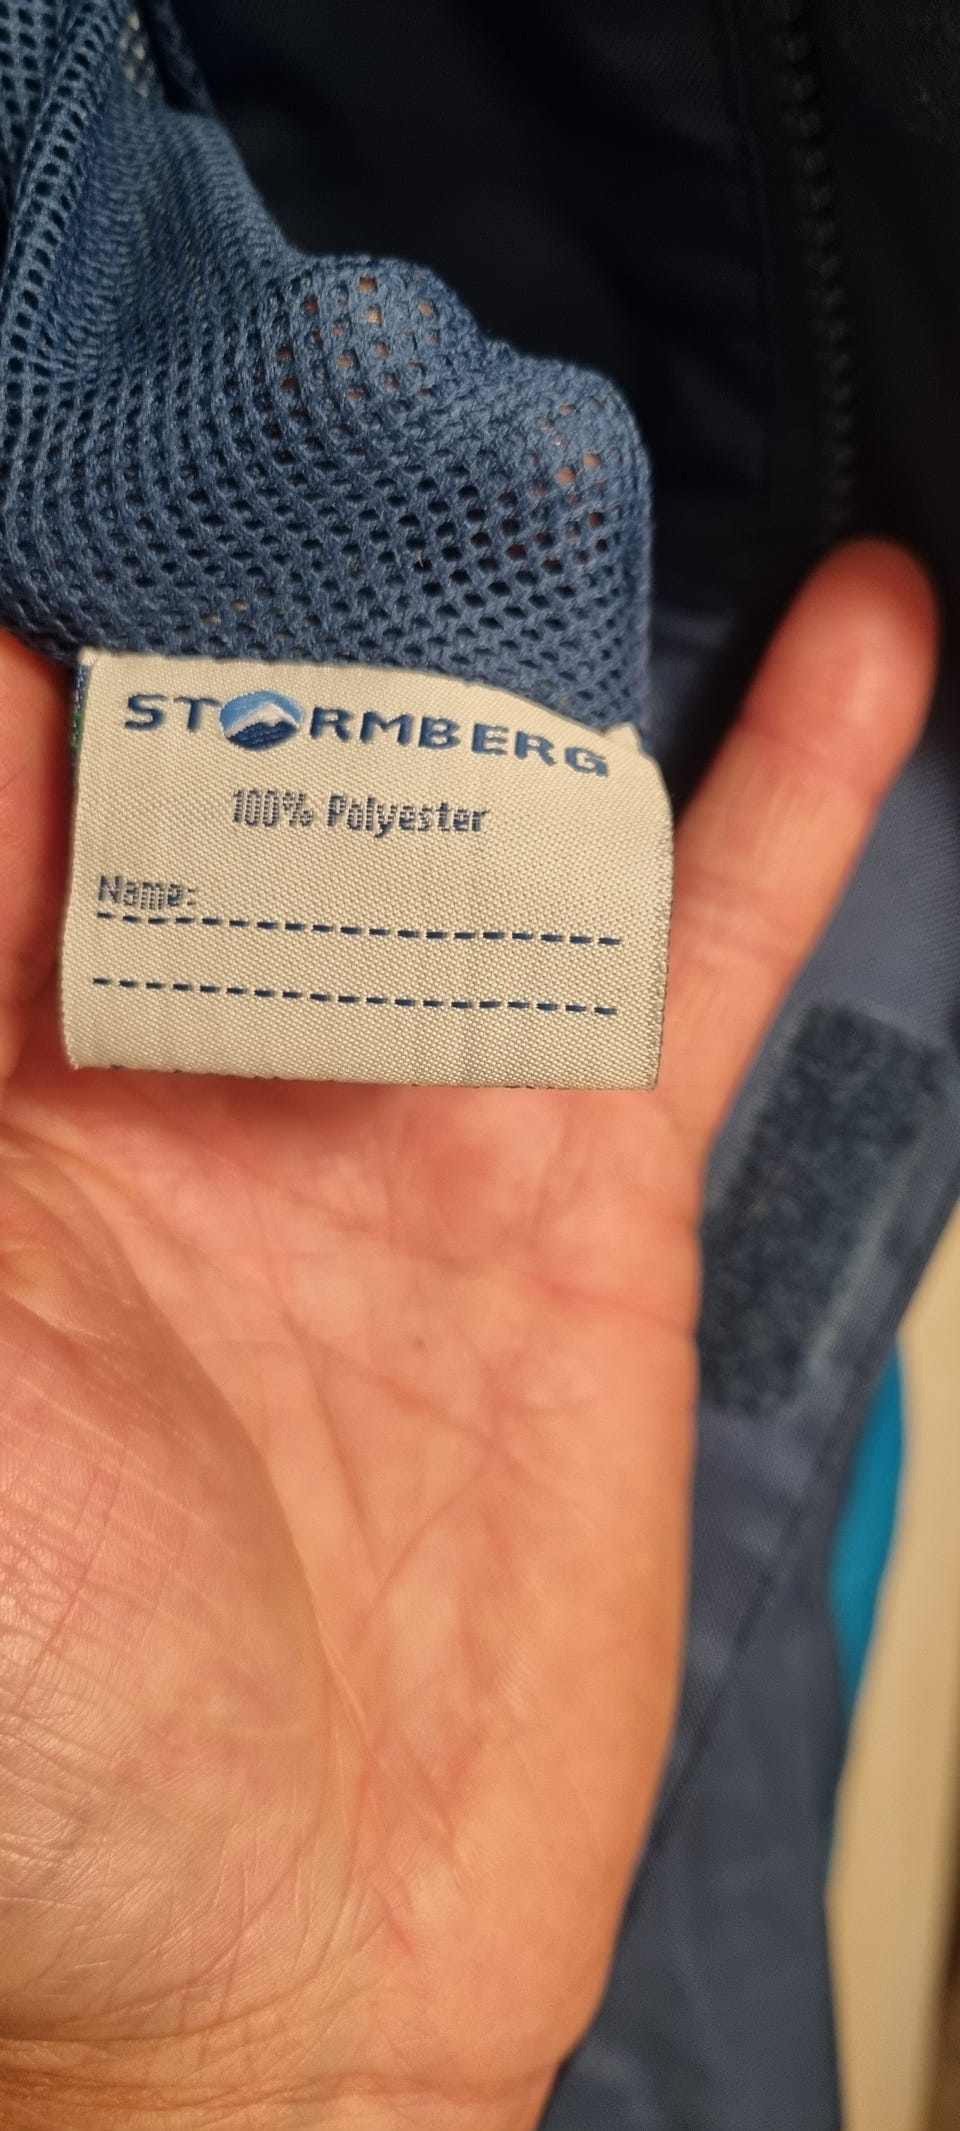 STORMBERG
100% Polyester
Name: